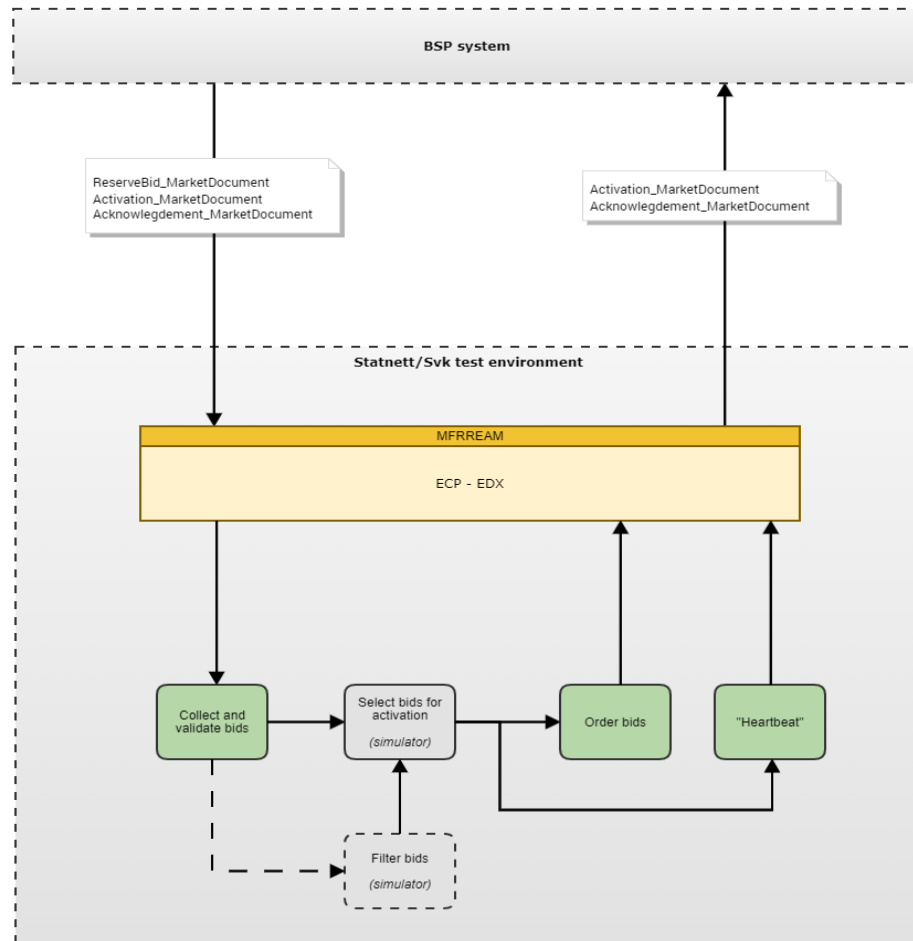 BSP system
ReserveBid_MarketDocument
Activation_MarketDocument
Acknowlegdement_MarketDocument
Activation_MarketDocument
Acknowlegdement_MarketDocument
Statnett/Svk test environment
MFRREAM
ECP - EDX
Collect and
validate bids
Select bids for
activation
(simulator)
Order bids
"Heartbeat"
Filter bids
(simulator)